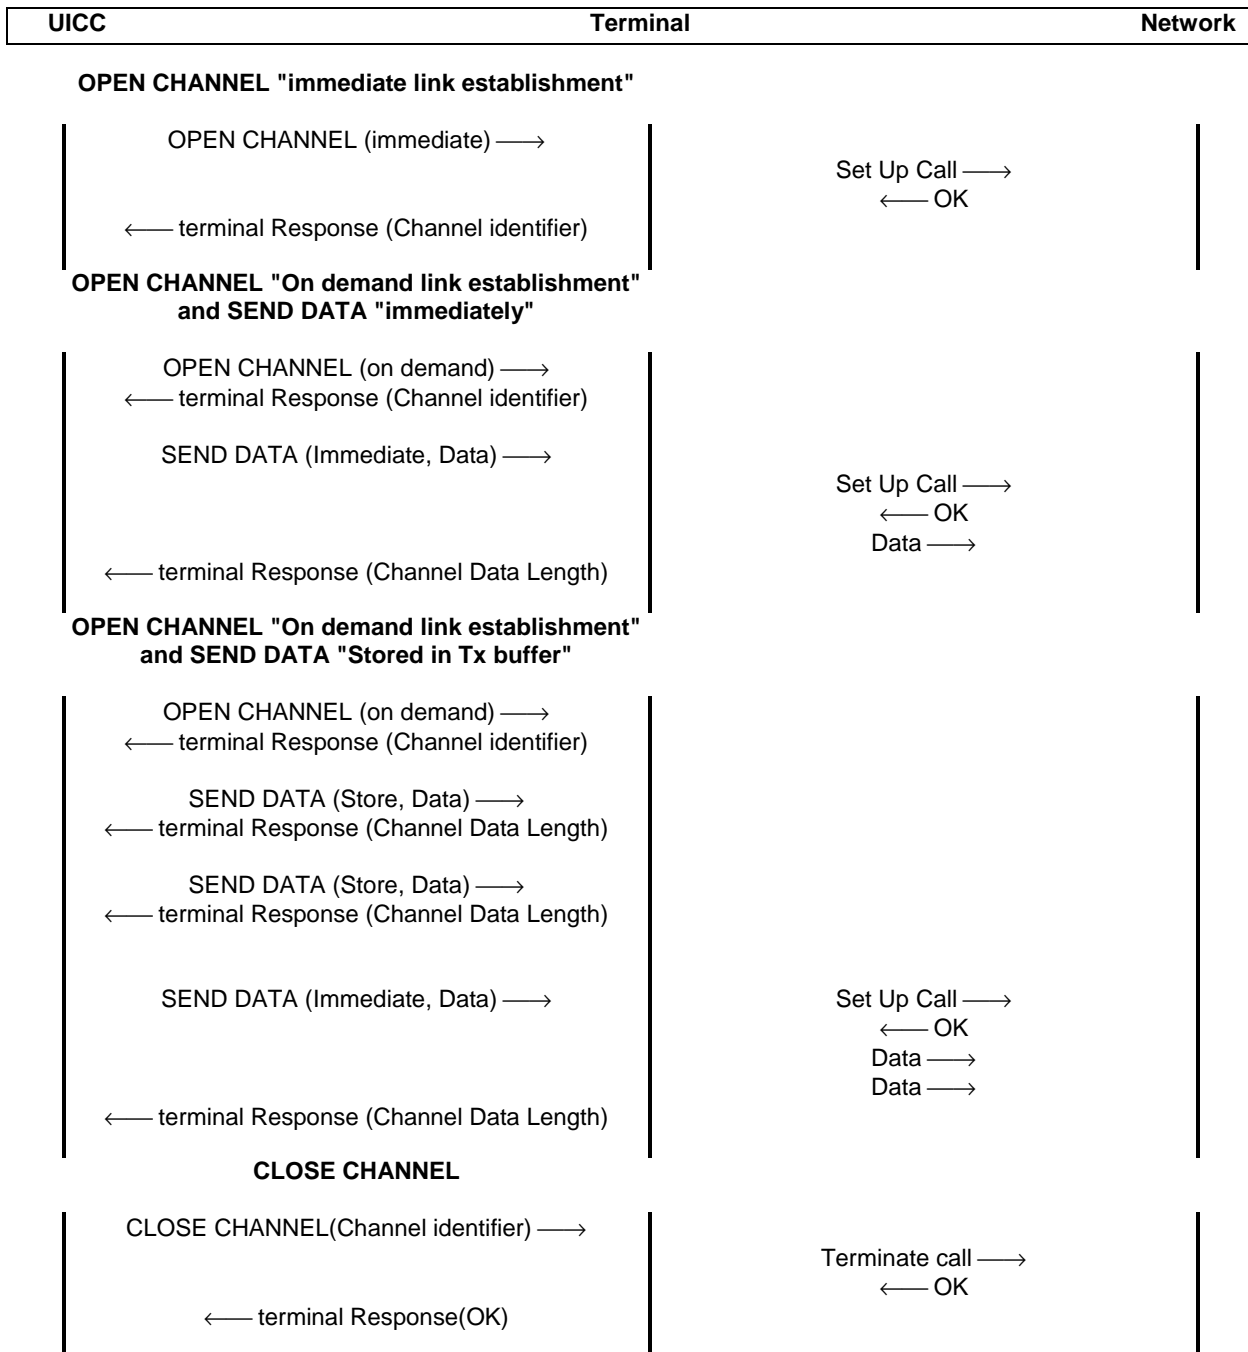 UICC Terminal Network
OPEN CHANNEL "immediate link establishment"
OPEN CHANNEL (immediate) ⟶
Set Up Call ⟶
⟵ OK
⟵ terminal Response (Channel identifier)
OPEN CHANNEL "On demand link establishment"
and SEND DATA "immediately"
OPEN CHANNEL (on demand) ⟶
⟵ terminal Response (Channel identifier)
SEND DATA (Immediate, Data) ⟶
Set Up Call ⟶
⟵ OK
Data ⟶
⟵ terminal Response (Channel Data Length)
OPEN CHANNEL "On demand link establishment"
and SEND DATA "Stored in Tx buffer"
OPEN CHANNEL (on demand) ⟶
⟵ terminal Response (Channel identifier)
SEND DATA (Store, Data) ⟶
⟵ terminal Response (Channel Data Length)
SEND DATA (Store, Data) ⟶
⟵ terminal Response (Channel Data Length)
SEND DATA (Immediate, Data) ⟶ Set Up Call ⟶
⟵ OK
Data ⟶
Data ⟶
⟵ terminal Response (Channel Data Length)
CLOSE CHANNEL
CLOSE CHANNEL(Channel identifier) ⟶
Terminate call ⟶
⟵ OK
⟵ terminal Response(OK)